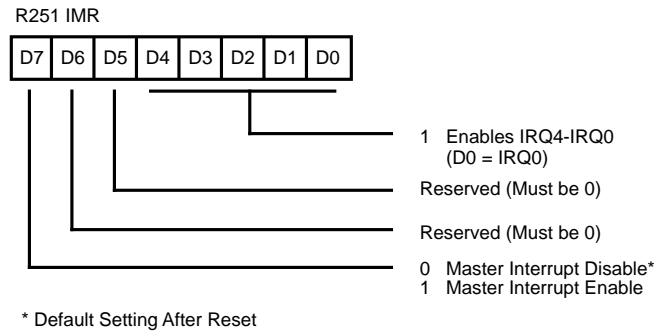 R251 IMR
D7 D6 D5 D4 D3 D2 D1 D0
1 Enables IRQ4-IRQ0
(D0 = IRQ0)
Reserved (Must be 0)
Reserved (Must be 0)
0 Master Interrupt Disable*
1 Master Interrupt Enable
* Default Setting After Reset